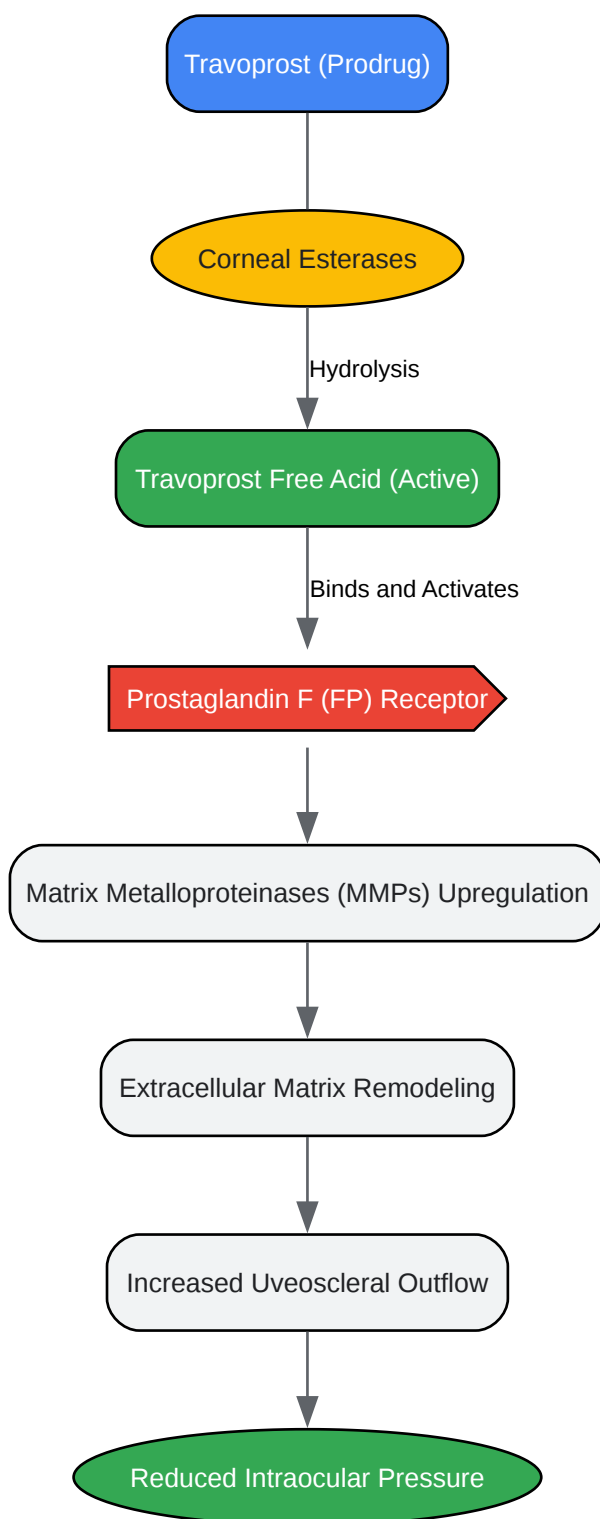 Travoprost (Prodrug)
Corneal Esterases
Hydrolysis
Travoprost Free Acid (Active)
Binds and Activates
Prostaglandin F (FP) Receptor
Matrix Metalloproteinases (MMPs) Upregulation
Extracellular Matrix Remodeling
Increased Uveoscleral Outflow
Reduced Intraocular Pressure